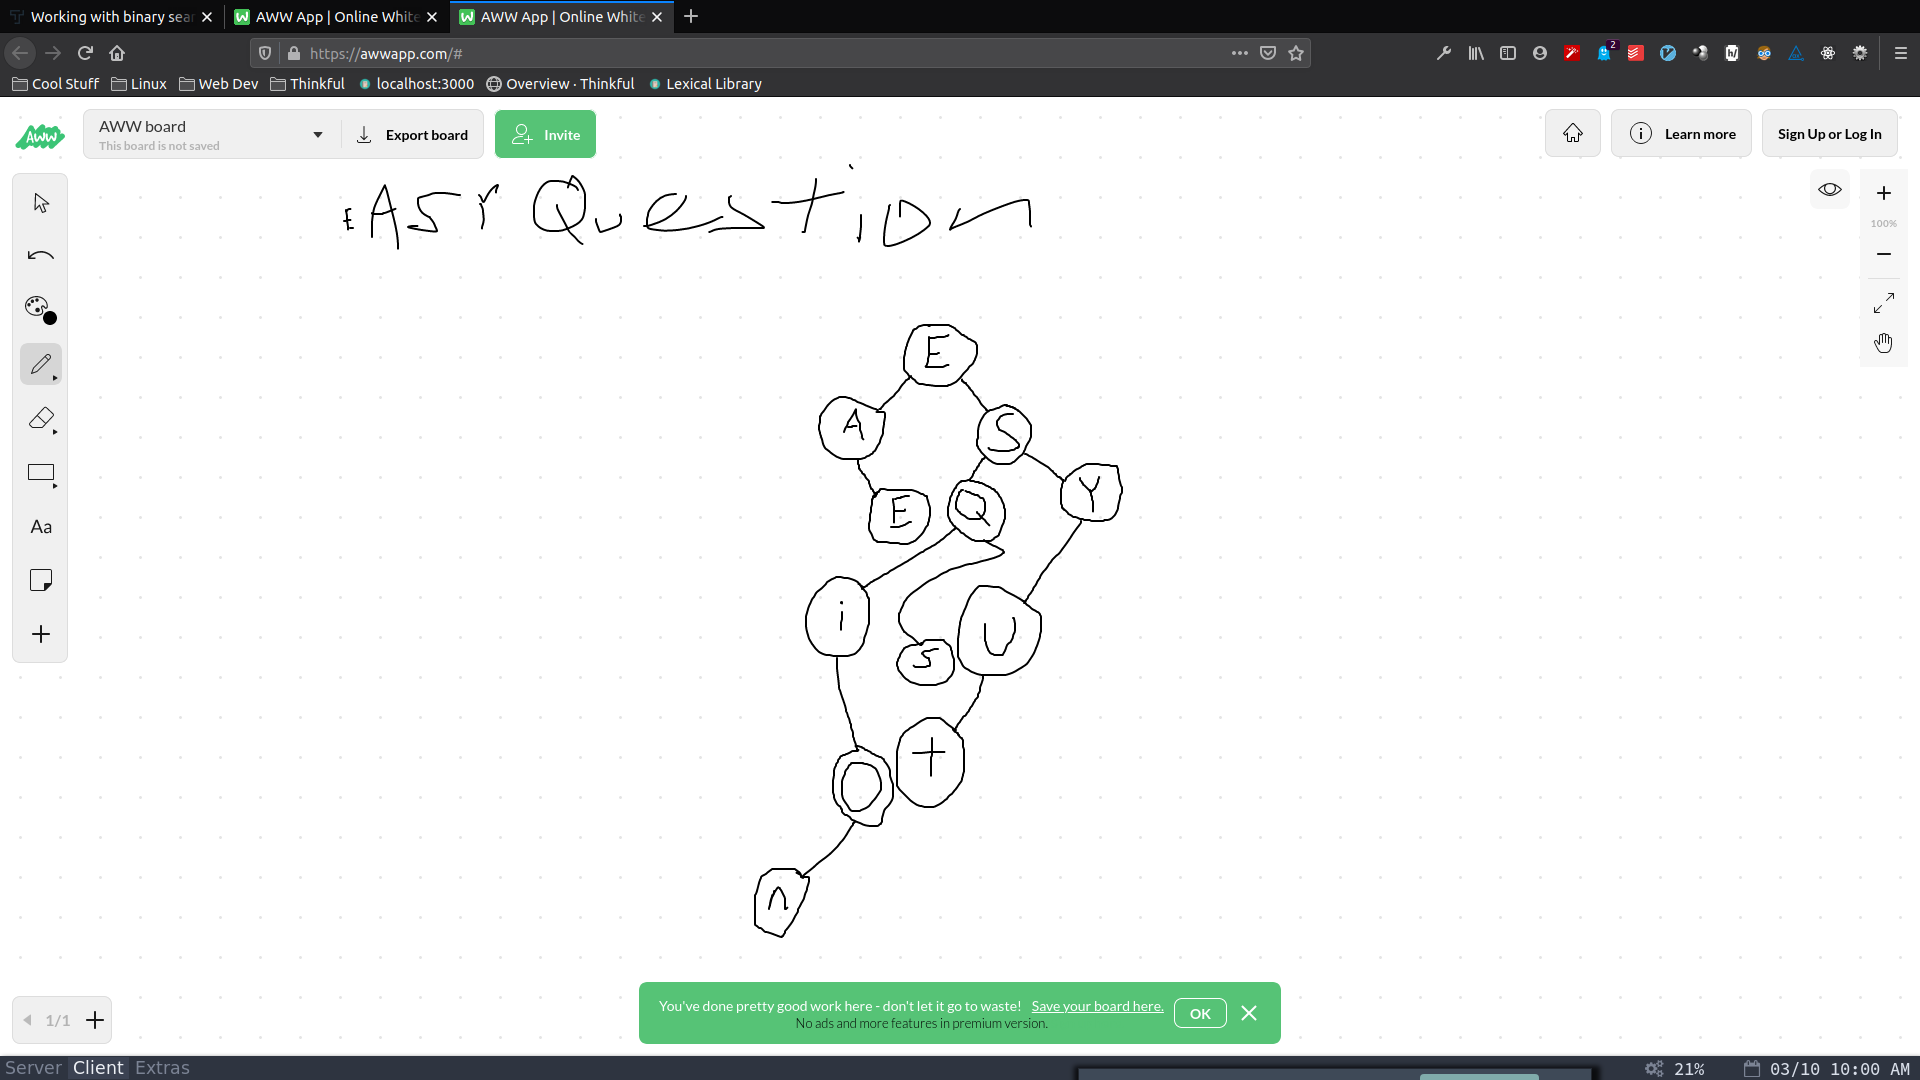 Working with binary sear
AWW App | Online White
AWW App | Online White
https://awwapp.com/#
2
Cool Stuff Linux Web Dev Thinkful localhost:3000 Overview · Thinkful Lexical Library
AWW
AWW board
This board is not saved
Export board
Invite
Learn more
Sign Up or Log In
100%
EASY QuesTiOn
E
A S
E Q Y
i S U
O T
n
Aa
1/1
You've done pretty good work here - don't let it go to waste! Save your board here.
No ads and more features in premium version.
OK
Server Client Extras
21% 03/10 10:00 AM